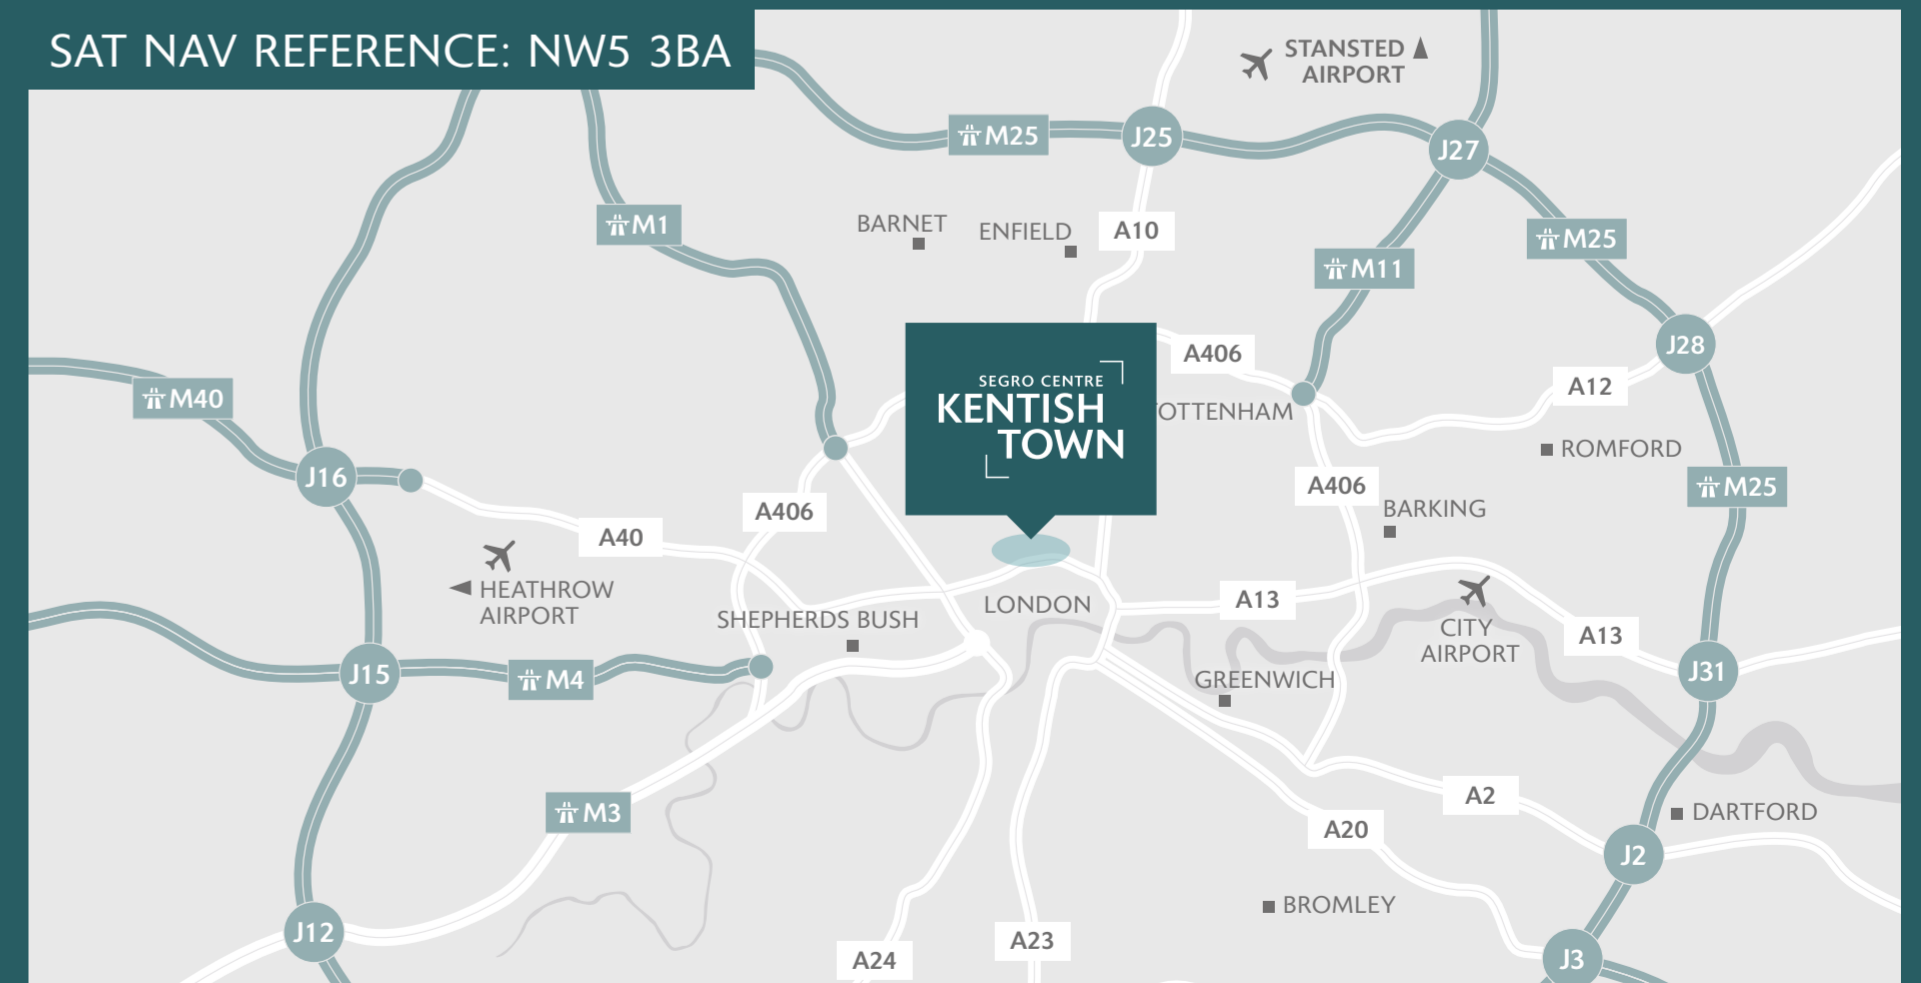 SAT NAV REFERENCE: NW5 3BA
STANSTED
AIRPORT
M25
J25
J27
M1
BARNET
ENFIELD
A10
M25
M11
A406
J28
M40
SEGRO CENTRE
KENTISH
TOWN
A12
TOTTENHAM
ROMFORD
J16
A406
A406
M25
BARKING
A40
HEATHROW
AIRPORT
SHEPHERDS BUSH
LONDON
A13
CITY
AIRPORT
A13
J15
M4
GREENWICH
J31
M3
A2
DARTFORD
A20
J2
BROMLEY
J12
A24
A23
J3